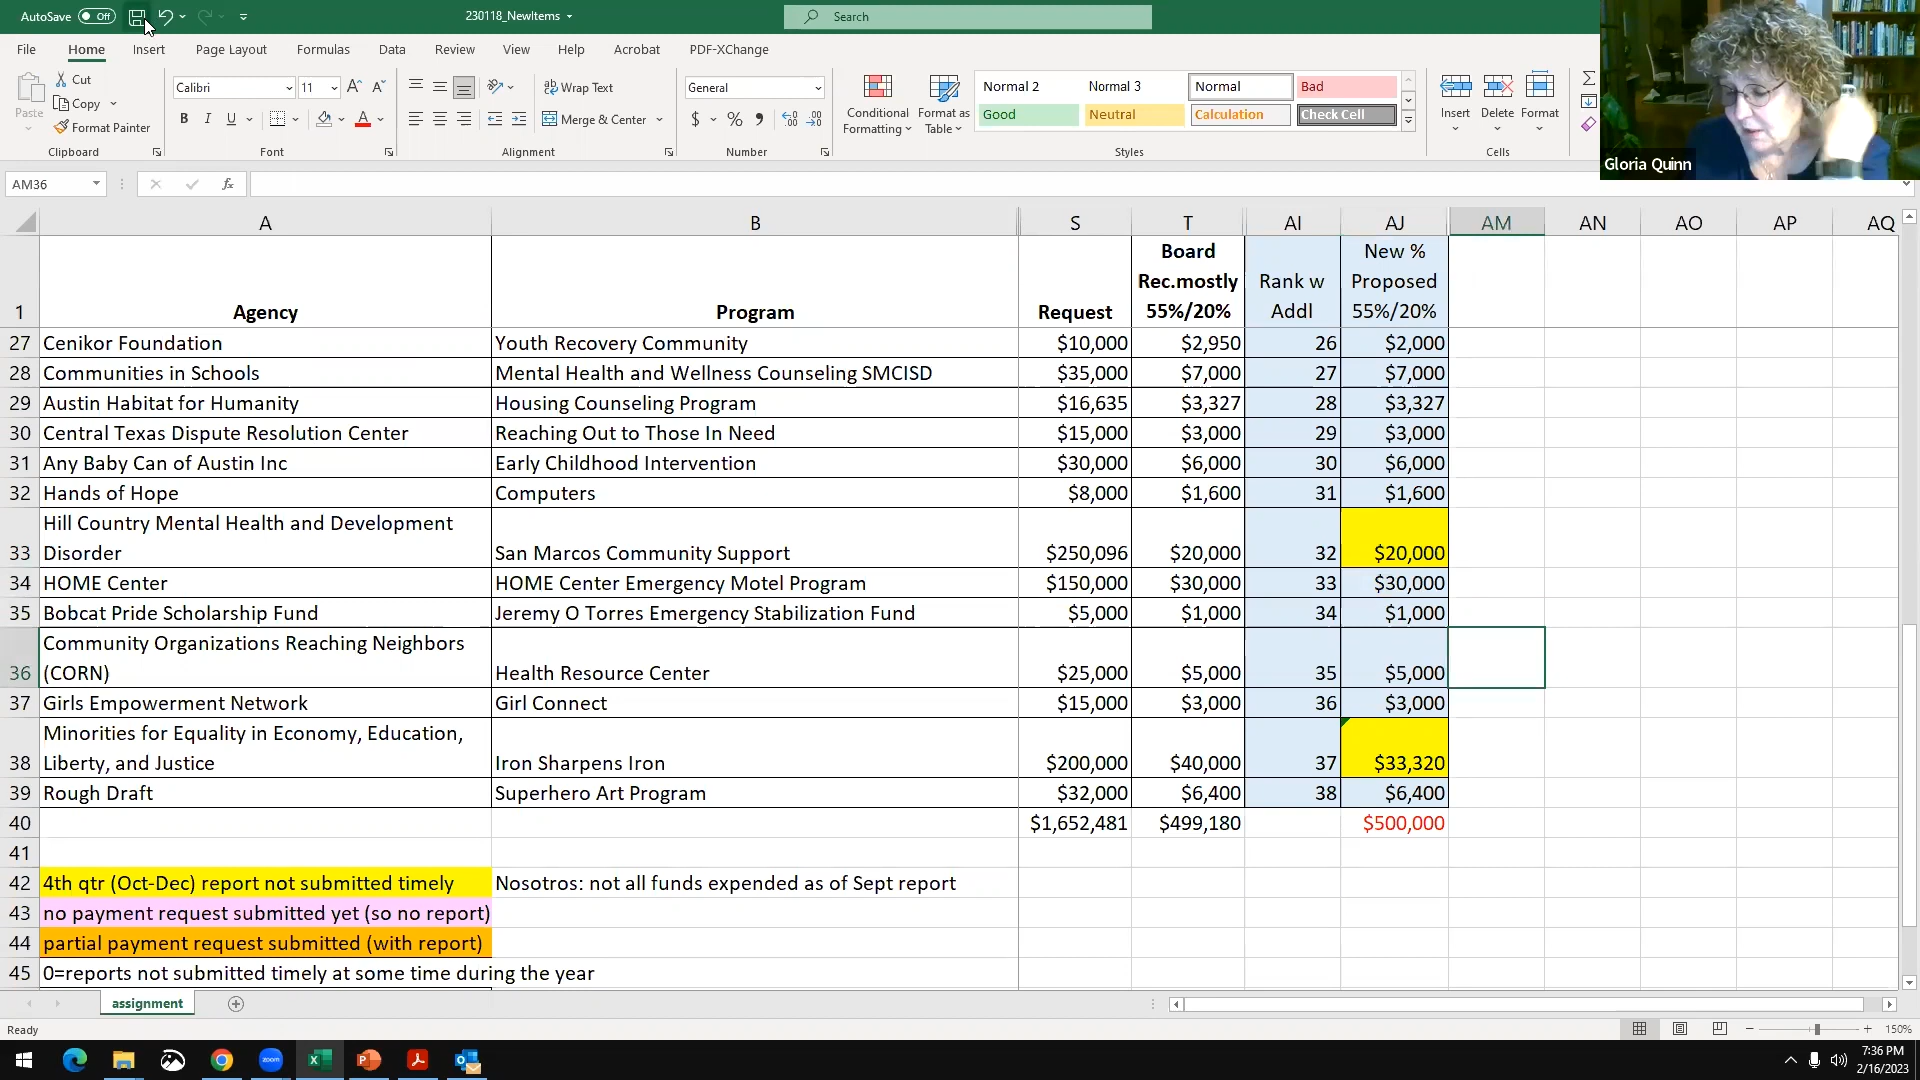 AutoSave Off 230118_NewItems Search
File Home Insert Page Layout Formulas Data Review View Help Acrobat PDF-XChange
Paste Cut Calibri 11 Wrap Text General Conditional Formatting Format as Table Normal 2 Normal 3 Normal Bad Insert Delete Format
Copy Good Neutral Calculation Check Cell
Format Painter B I U A Merge & Center $ %
Clipboard Font Alignment Number Styles Cells
Gloria Quinn
AM36 fx
A B S T AI AJ AM AN AO AP AQ
1 Agency Program Request Board Rec.mostly 55%/20% Rank w Addl New % Proposed 55%/20%
27 Cenikor Foundation Youth Recovery Community $10,000 $2,950 26 $2,000
28 Communities in Schools Mental Health and Wellness Counseling SMCISD $35,000 $7,000 27 $7,000
29 Austin Habitat for Humanity Housing Counseling Program $16,635 $3,327 28 $3,327
30 Central Texas Dispute Resolution Center Reaching Out to Those In Need $15,000 $3,000 29 $3,000
31 Any Baby Can of Austin Inc Early Childhood Intervention $30,000 $6,000 30 $6,000
32 Hands of Hope Computers $8,000 $1,600 31 $1,600
Hill Country Mental Health and Development
33 Disorder San Marcos Community Support $250,096 $20,000 32 $20,000
34 HOME Center HOME Center Emergency Motel Program $150,000 $30,000 33 $30,000
35 Bobcat Pride Scholarship Fund Jeremy O Torres Emergency Stabilization Fund $5,000 $1,000 34 $1,000
Community Organizations Reaching Neighbors
36 (CORN) Health Resource Center $25,000 $5,000 35 $5,000
37 Girls Empowerment Network Girl Connect $15,000 $3,000 36 $3,000
Minorities for Equality in Economy, Education,
38 Liberty, and Justice Iron Sharpens Iron $200,000 $40,000 37 $33,320
39 Rough Draft Superhero Art Program $32,000 $6,400 38 $6,400
40 $1,652,481 $499,180 $500,000
41
42 4th qtr (Oct-Dec) report not submitted timely Nosotros: not all funds expended as of Sept report
43 no payment request submitted yet (so no report)
44 partial payment request submitted (with report)
45 0=reports not submitted timely at some time during the year
assignment
Ready 150%
zoom 7:36 PM
2/16/2023